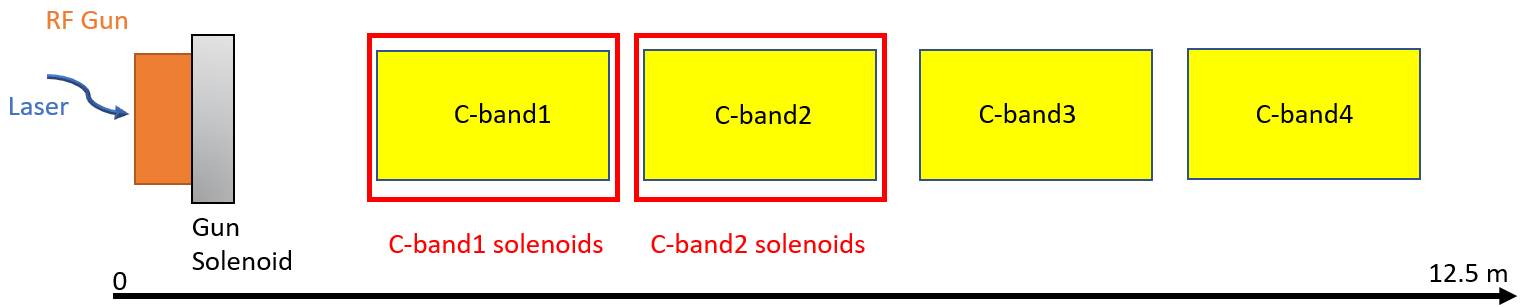 RF Gun
Laser
C-band1
C-band2
C-band3
C-band4
Gun
Solenoid
C-band1 solenoids
C-band2 solenoids
0
12.5 m